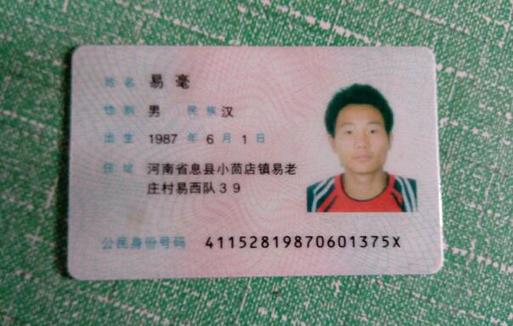 姓名 易毫
性别 男 民族 汉
出生 1987 年 6 月 1 日
住址 河南省息县小茴店镇易老
庄村易西队39
公民身份号码 41152819870601375X